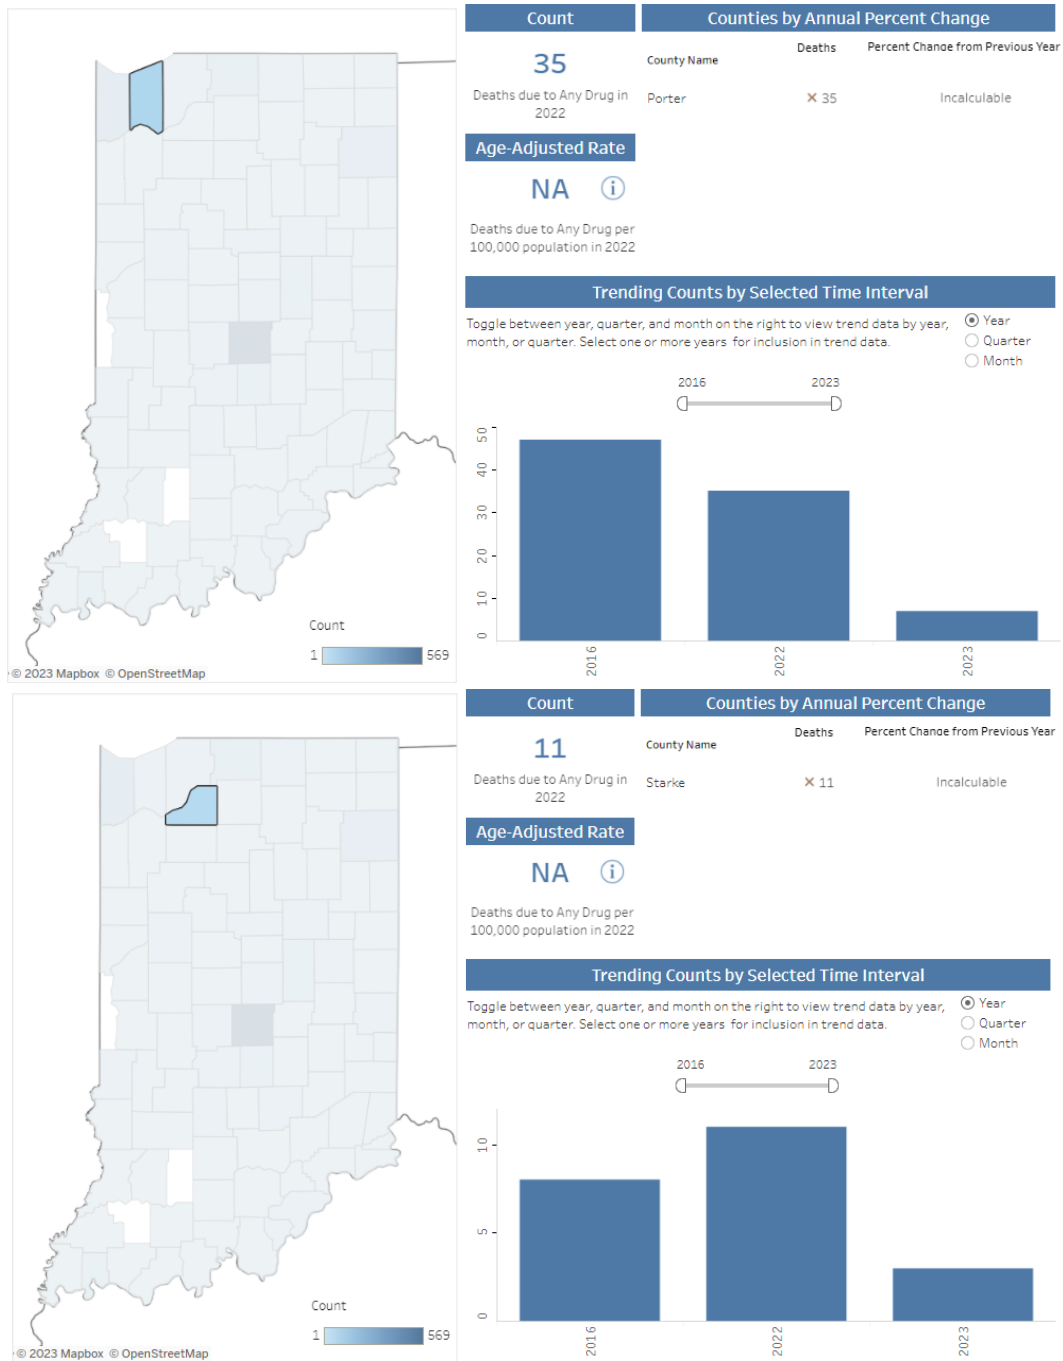 Count
Counties by Annual Percent Change
35
Deaths due to Any Drug in
2022
County Name
Deaths
Percent Change from Previous Year
Porter
✕ 35
Incalculable
Age-Adjusted Rate
NA
i
Deaths due to Any Drug per
100,000 population in 2022
Trending Counts by Selected Time Interval
Toggle between year, quarter, and month on the right to view trend data by year,
month, or quarter. Select one or more years for inclusion in trend data.
Year
Quarter
Month
2016
2023
50
40
30
20
10
0
2016
2022
2023
Count
1
569
© 2023 Mapbox © OpenStreetMap
Count
Counties by Annual Percent Change
11
Deaths due to Any Drug in
2022
County Name
Deaths
Percent Change from Previous Year
Starke
✕ 11
Incalculable
Age-Adjusted Rate
NA
i
Deaths due to Any Drug per
100,000 population in 2022
Trending Counts by Selected Time Interval
Toggle between year, quarter, and month on the right to view trend data by year,
month, or quarter. Select one or more years for inclusion in trend data.
Year
Quarter
Month
2016
2023
10
5
0
2016
2022
2023
Count
1
569
© 2023 Mapbox © OpenStreetMap